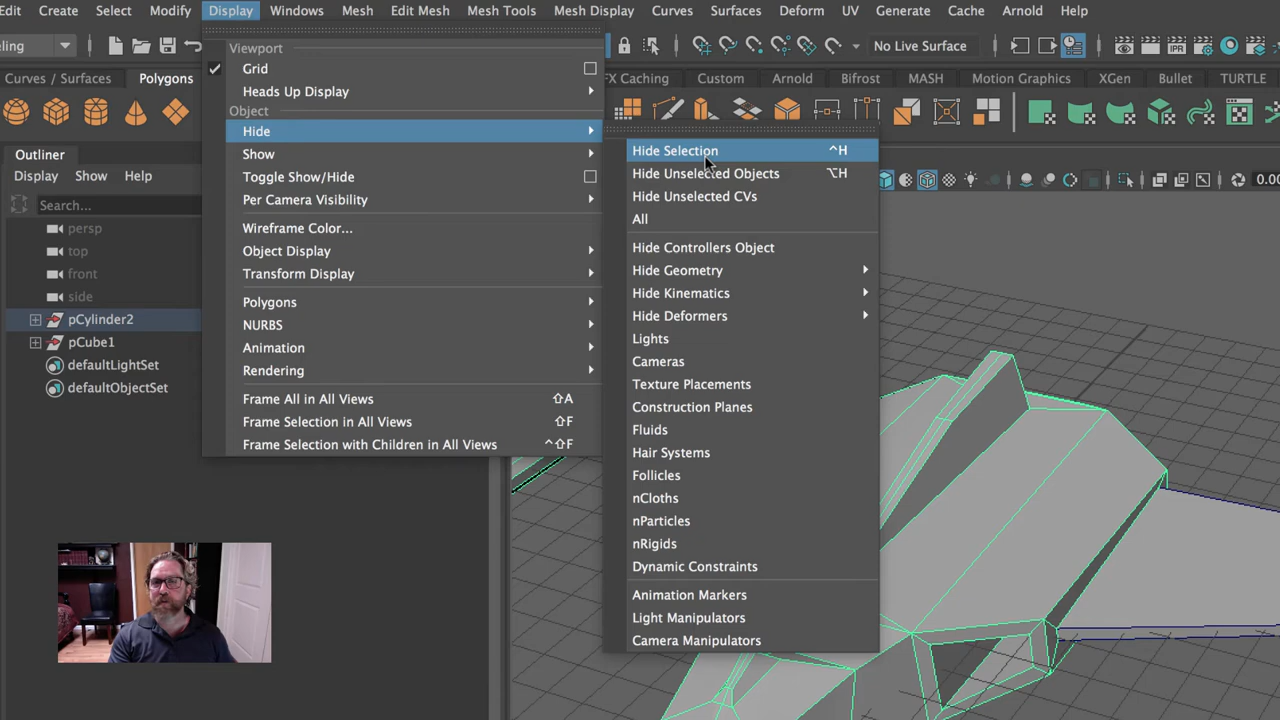 Edit Create Select Modify Display Windows Mesh Edit Mesh Mesh Tools Mesh Display Curves Surfaces Deform UV Generate Cache Arnold Help
No Live Surface
Curves / Surfaces Polygons FX Caching Custom Arnold Bifrost MASH Motion Graphics XGen Bullet TURTLE
Outliner
Display Show Help
Search...
persp
top
front
side
pCylinder2
pCube1
defaultLightSet
defaultObjectSet
Viewport
Grid
Heads Up Display
Object
Hide
Show
Toggle Show/Hide
Per Camera Visibility
Wireframe Color...
Object Display
Transform Display
Polygons
NURBS
Animation
Rendering
Frame All in All Views ⇧A
Frame Selection in All Views ⇧F
Frame Selection with Children in All Views ^⇧F
Hide Selection ^H
Hide Unselected Objects ⌥H
Hide Unselected CVs
All
Hide Controllers Object
Hide Geometry
Hide Kinematics
Hide Deformers
Lights
Cameras
Texture Placements
Construction Planes
Fluids
Hair Systems
Follicles
nCloths
nParticles
nRigids
Dynamic Constraints
Animation Markers
Light Manipulators
Camera Manipulators
0.00